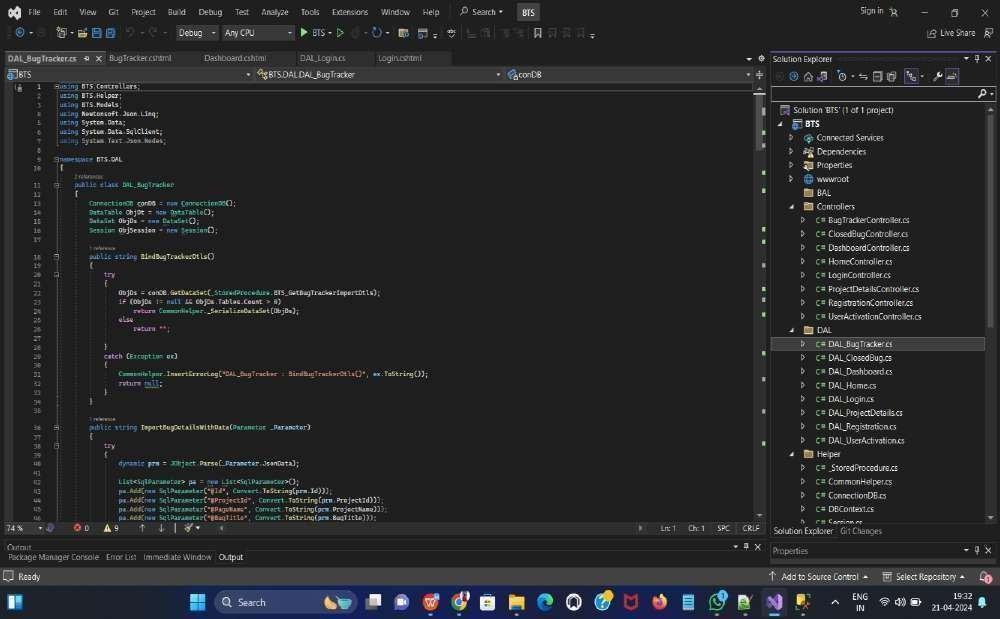 File Edit View Git Project Build Debug Test Analyze Tools Extensions Window Help Search BTS Sign in
Debug Any CPU BTS Live Share
DAL_BugTracker.cs BugTracker.cshtml Dashboard.cshtml DAL_Login.cs Login.cshtml
BTS BTS.DAL.DAL_BugTracker conDB
1 using BTS.Controllers;
2 using BTS.Helper;
3 using BTS.Models;
4 using Newtonsoft.Json.Linq;
5 using System.Data;
6 using System.Data.SqlClient;
7 using System.Text.Json.Nodes;
8
9 namespace BTS.DAL
10 {
2 references
11 public class DAL_BugTracker
12 {
13 ConnectionDB conDB = new ConnectionDB();
14 DataTable ObjDt = new DataTable();
15 DataSet ObjDs = new DataSet();
16 Session ObjSession = new Session();
17
1 reference
18 public string BindBugTrackerDtls()
19 {
20 try
21 {
22 ObjDs = conDB.GetDataSet(_StoredProcedure.BTS_GetBugTrackerImportDtls);
23 if (ObjDs != null && ObjDs.Tables.Count > 0)
24 return CommonHelper._SerializeDataSet(ObjDs);
25 else
26 return "";
27
28 }
29 catch (Exception ex)
30 {
31 CommonHelper.InsertErrorLog("DAL_BugTracker : BindBugTrackerDtls()", ex.ToString());
32 return null;
33 }
34 }
35
1 reference
36 public string ImportBugDetailsWithData(Parameter _Parameter)
37 {
38 try
39 {
40 dynamic prm = JObject.Parse(_Parameter.JsonData);
41
42 List<SqlParameter> pa = new List<SqlParameter>();
43 pa.Add(new SqlParameter("@Id", Convert.ToString(prm.Id)));
44 pa.Add(new SqlParameter("@ProjectId", Convert.ToString(prm.ProjectId)));
45 pa.Add(new SqlParameter("@PageName", Convert.ToString(prm.ProjectName)));
46 pa.Add(new SqlParameter("@BugTitle", Convert.ToString(prm.BugTitle)));
74 % 0 9 Ln: 1 Ch: 1 SPC CRLF
Output
Package Manager Console Error List Immediate Window Output
Solution Explorer
Solution 'BTS' (1 of 1 project)
BTS
Connected Services
Dependencies
Properties
wwwroot
BAL
Controllers
C# BugTrackerController.cs
C# ClosedBugController.cs
C# DashboardController.cs
C# HomeController.cs
C# LoginController.cs
C# ProjectDetailsController.cs
C# RegistrationController.cs
C# UserActivationController.cs
DAL
C# DAL_BugTracker.cs
C# DAL_ClosedBug.cs
C# DAL_Dashboard.cs
C# DAL_Home.cs
C# DAL_Login.cs
C# DAL_ProjectDetails.cs
C# DAL_Registration.cs
C# DAL_UserActivation.cs
Helper
C# _StoredProcedure.cs
C# CommonHelper.cs
C# ConnectionDB.cs
C# DBContext.cs
C# Session.cs
Solution Explorer Git Changes
Properties
Ready Add to Source Control Select Repository 1
Search ENG
IN 19:32
21-04-2024